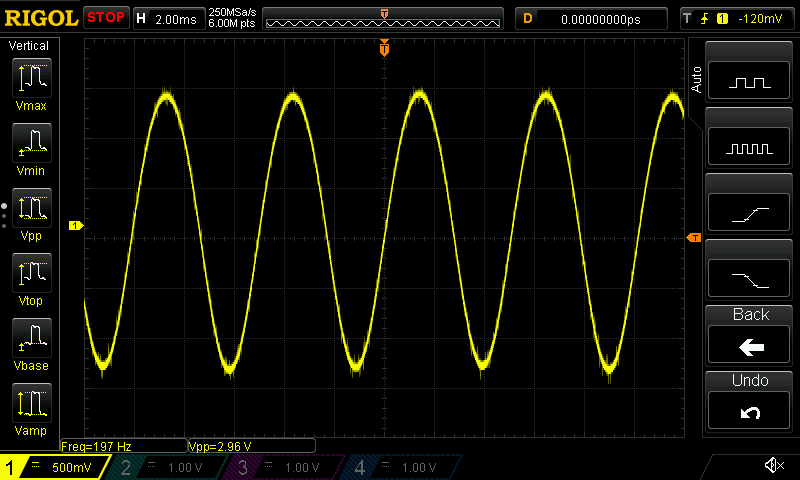 RIGOL STOP H 2.00ms 250MSa/s 6.00M pts T D 0.00000000ps T 1 -120mV
Vertical
Vmax
Vmin
Vpp
Vtop
Vbase
Vamp
T
1
T
Auto
Back
Undo
Freq=197 Hz Vpp=2.96 V
1 500mV 2 1.00 V 3 1.00 V 4 1.00 V